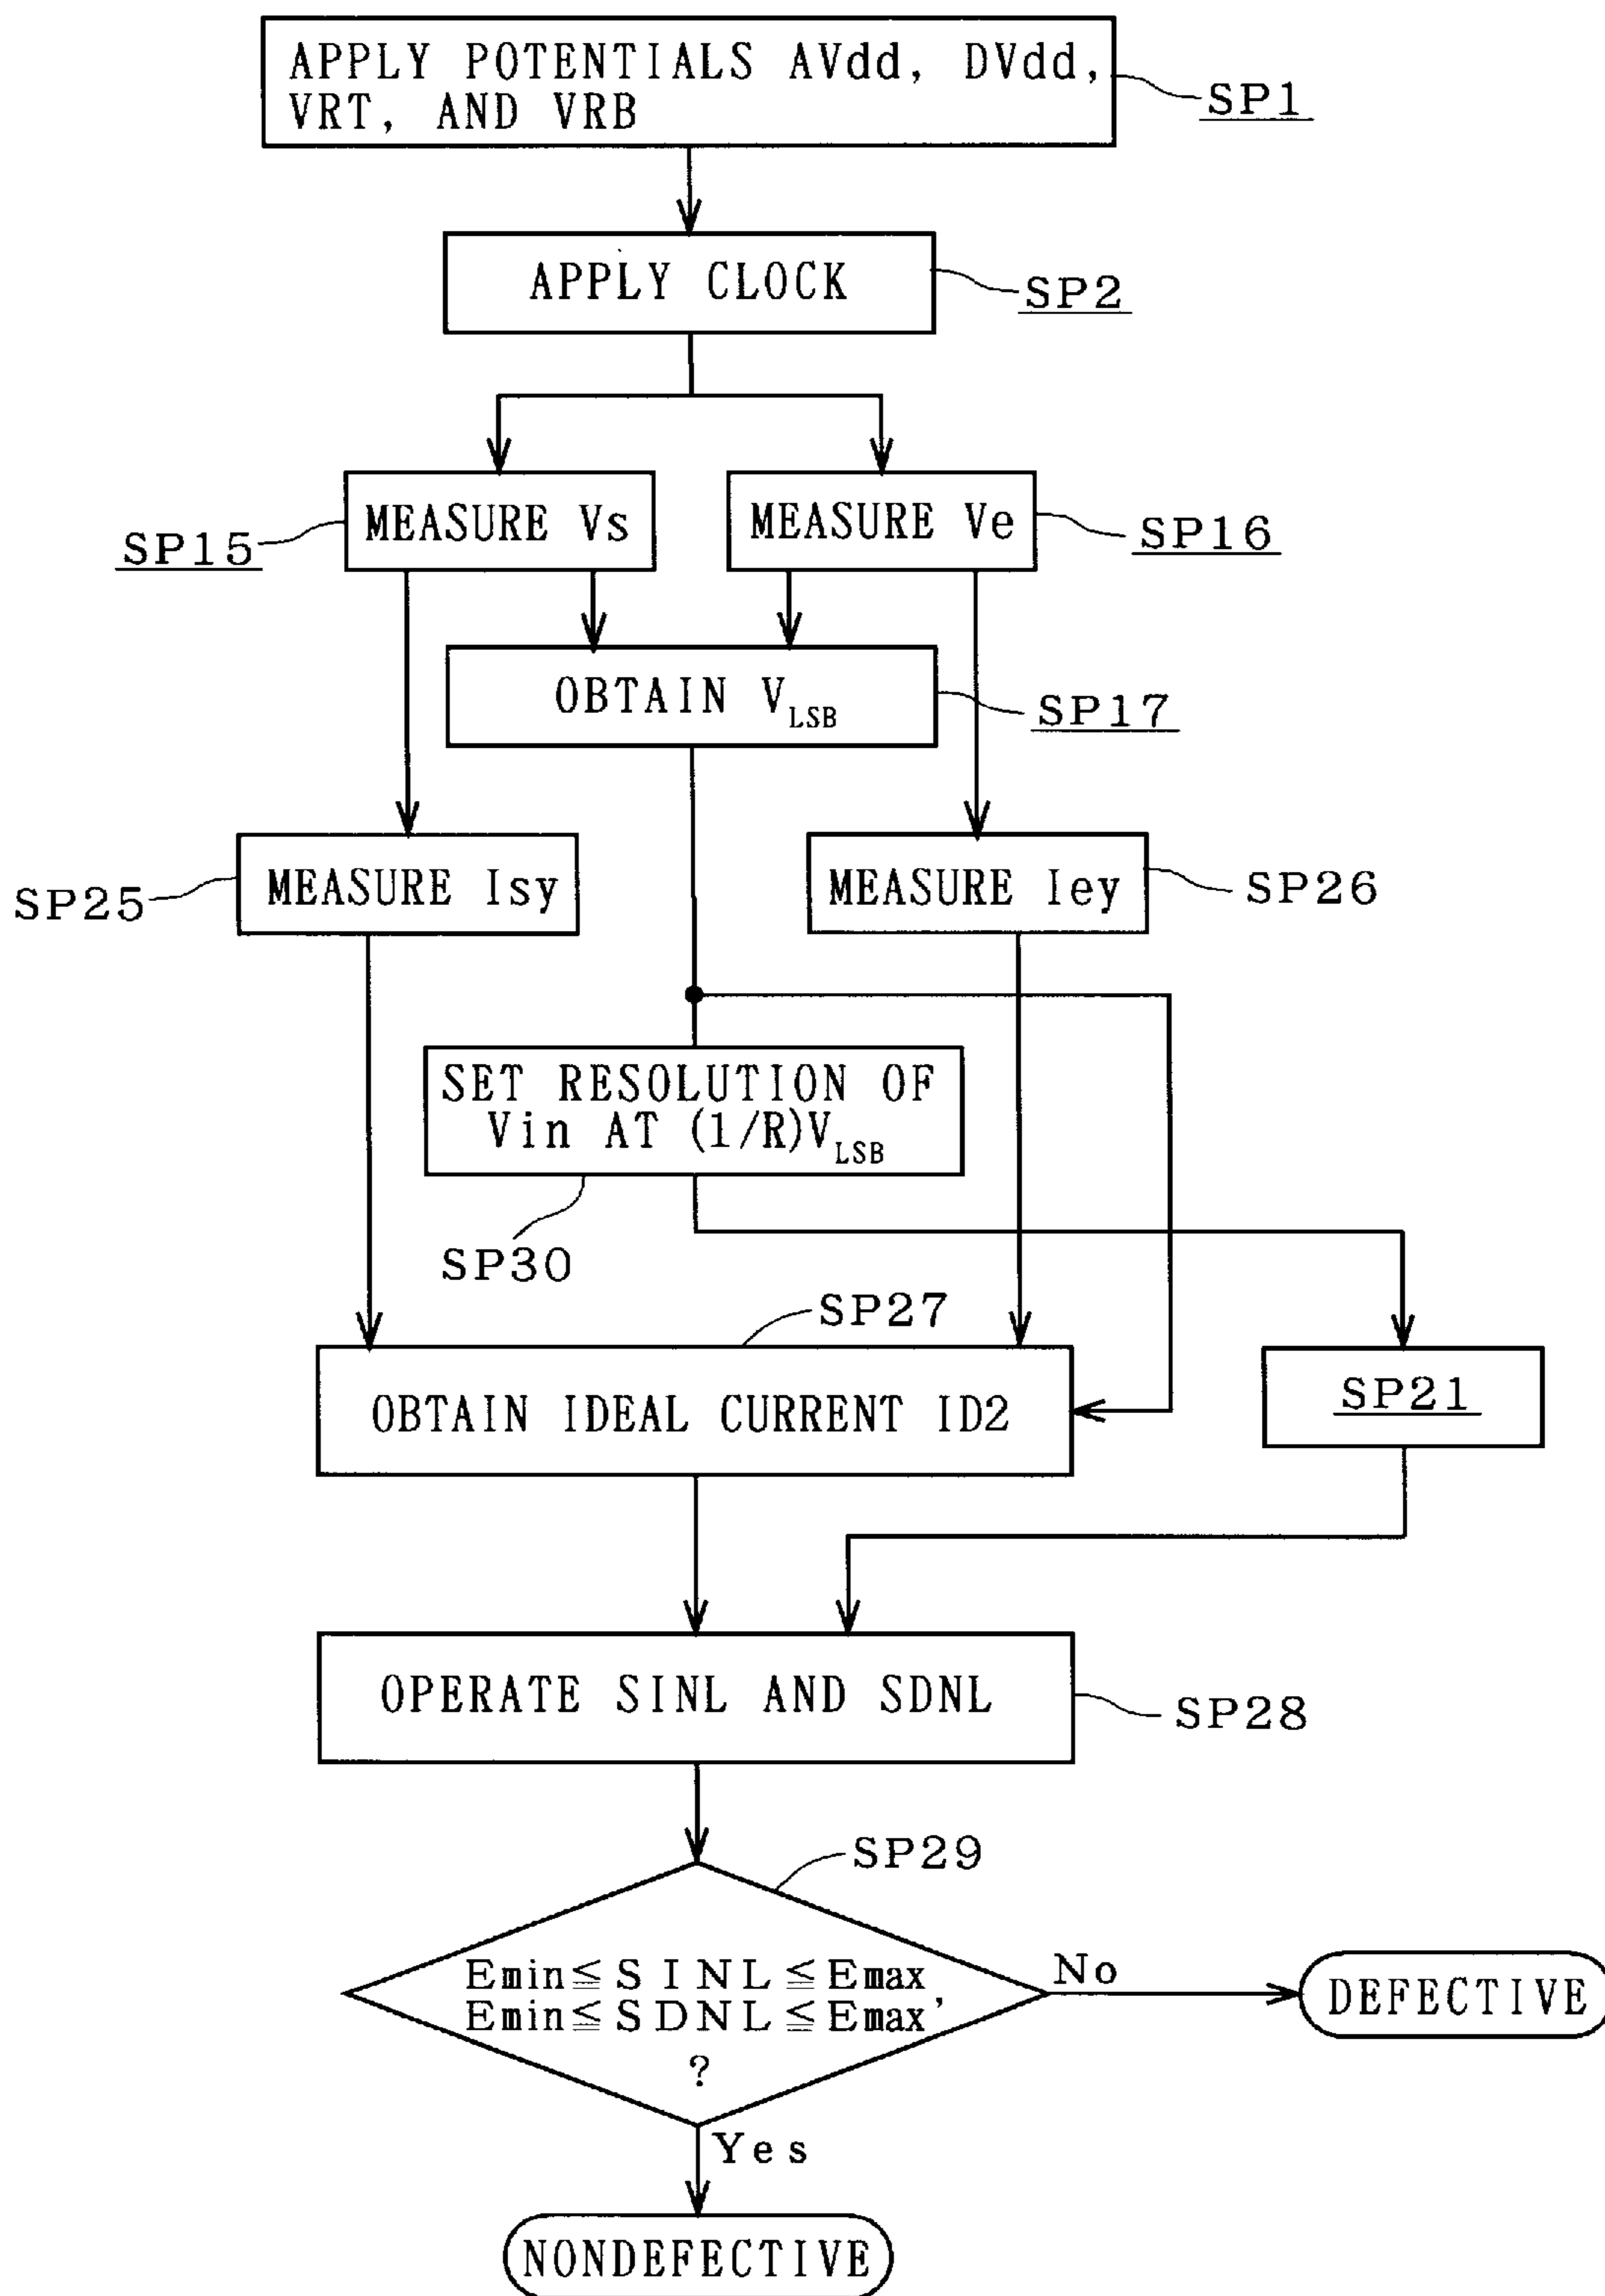 APPLY POTENTIALS AVdd, DVdd,
VRT, AND VRB
SP1
APPLY CLOCK
SP2
MEASURE Vs
SP15
MEASURE Ve
SP16
OBTAIN V_LSB
SP17
MEASURE Isy
SP25
MEASURE Iey
SP26
SET RESOLUTION OF
Vin AT (1/R)V_LSB
SP30
SP27
OBTAIN IDEAL CURRENT ID2
SP21
OPERATE SINL AND SDNL
SP28
SP29
Emin≦SINL≦Emax
Emin≦SDNL≦Emax'
?
No
DEFECTIVE
Yes
NONDEFECTIVE